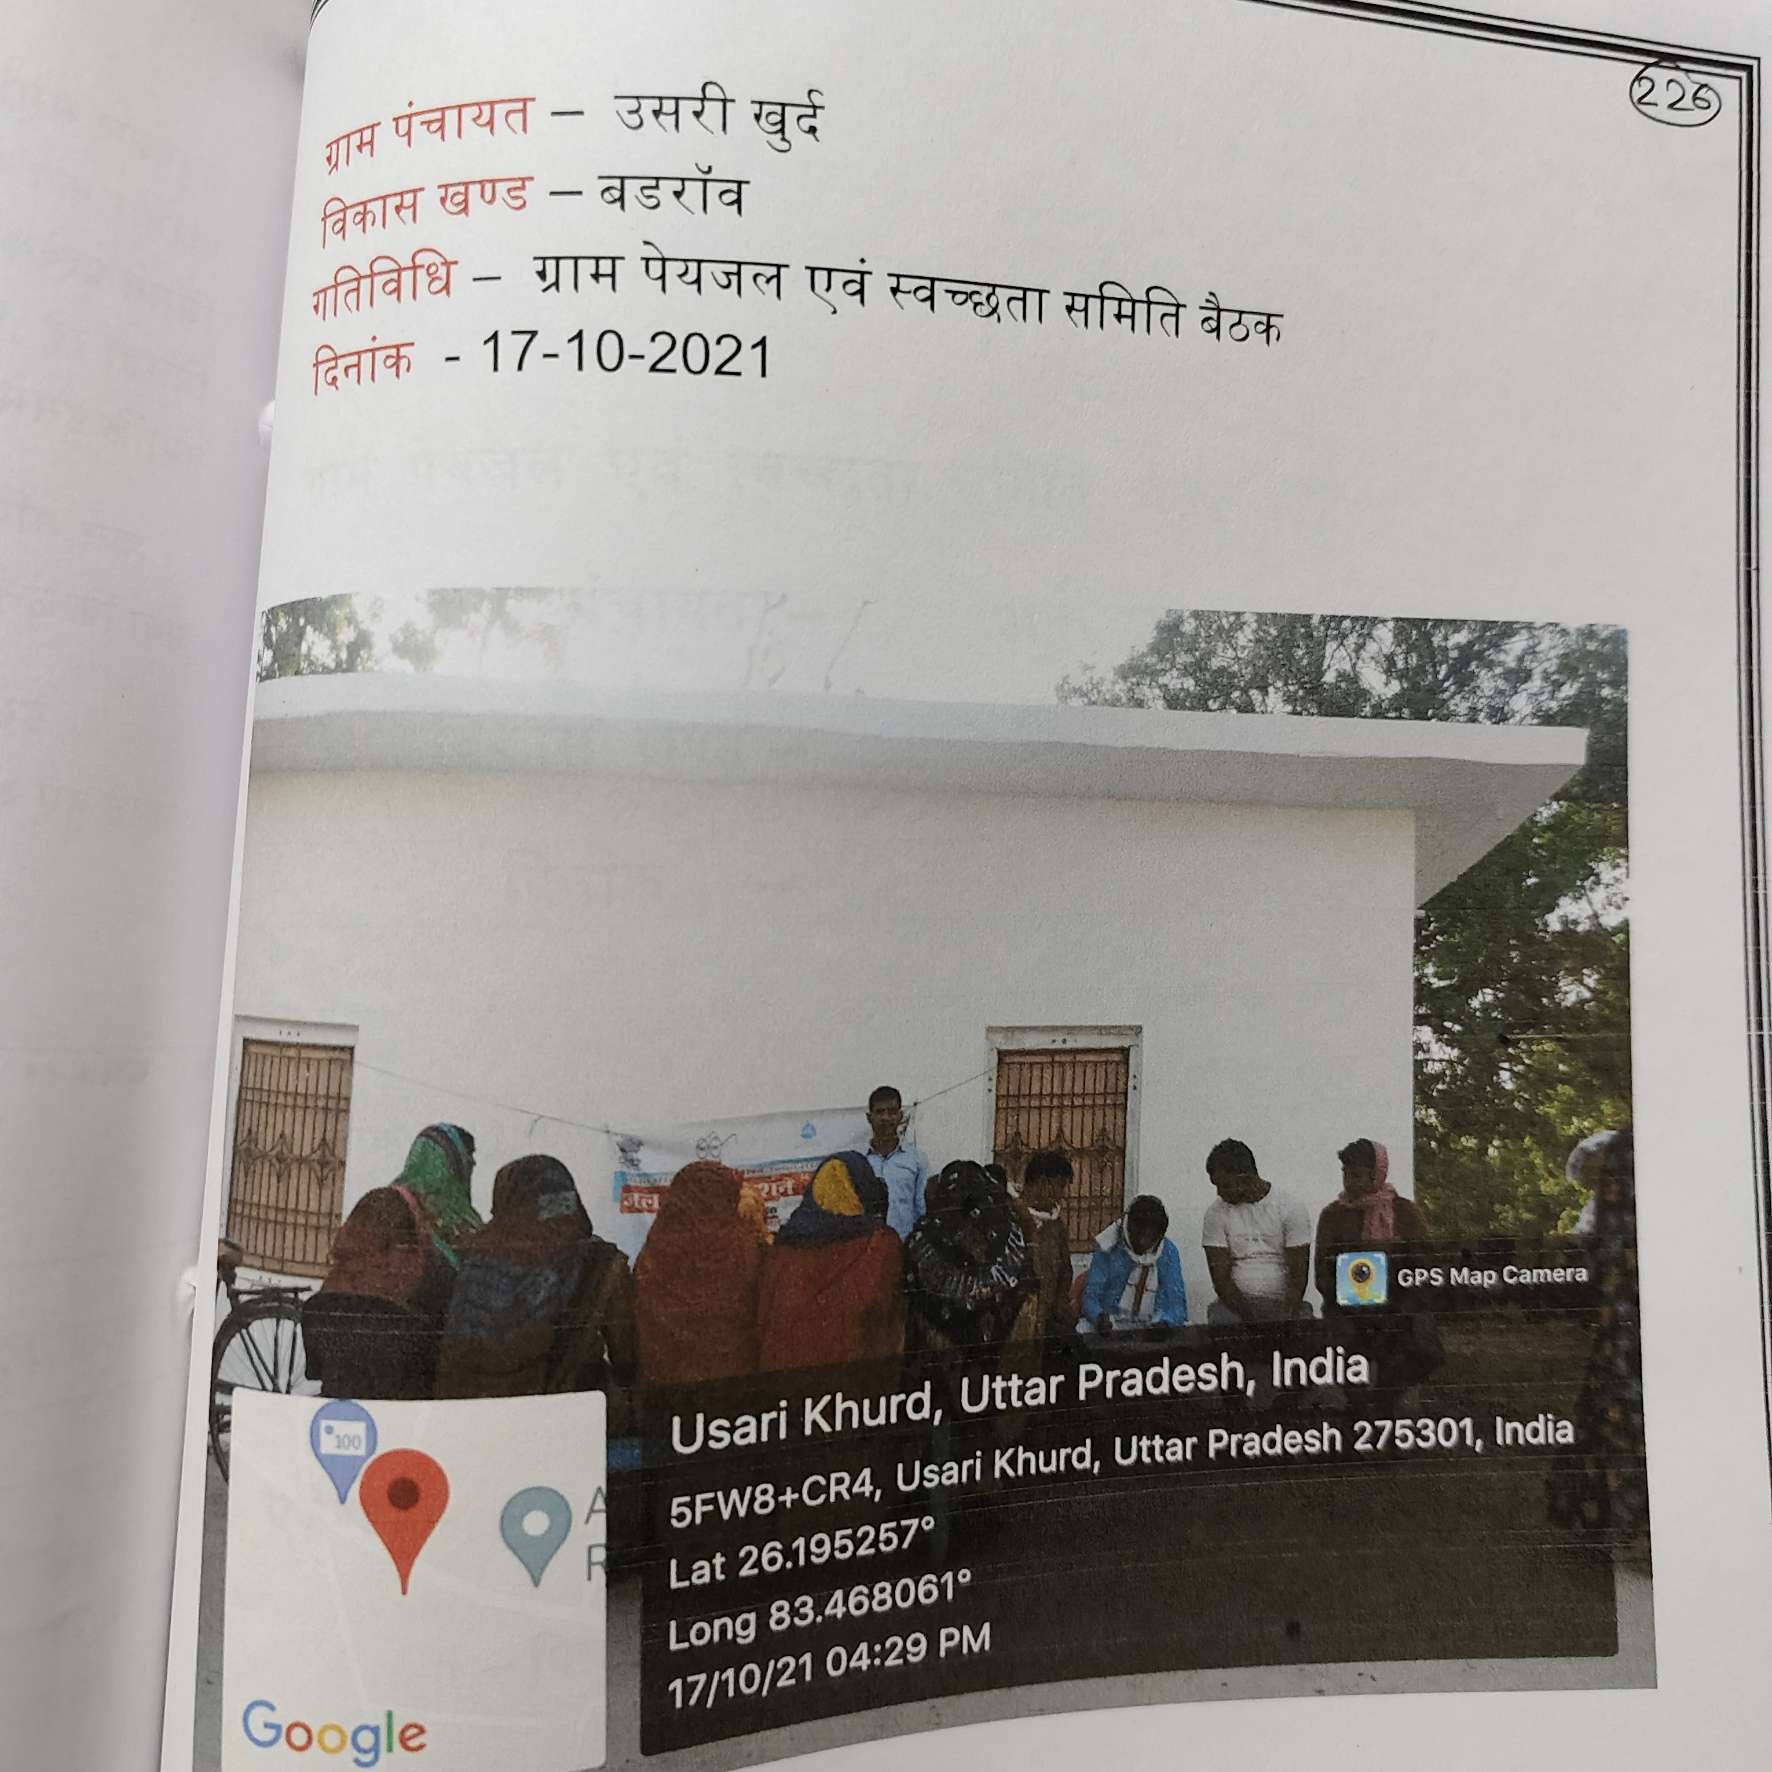 226
ग्राम पंचायत – उसरी खुर्द
विकास खण्ड – बडरॉव
गतिविधि – ग्राम पेयजल एवं स्वच्छता समिति बैठक
दिनांक - 17-10-2021
जल
GPS Map Camera
Usari Khurd, Uttar Pradesh, India
5FW8+CR4, Usari Khurd, Uttar Pradesh 275301, India
Lat 26.195257°
Long 83.468061°
17/10/21 04:29 PM
100
A
R
Google